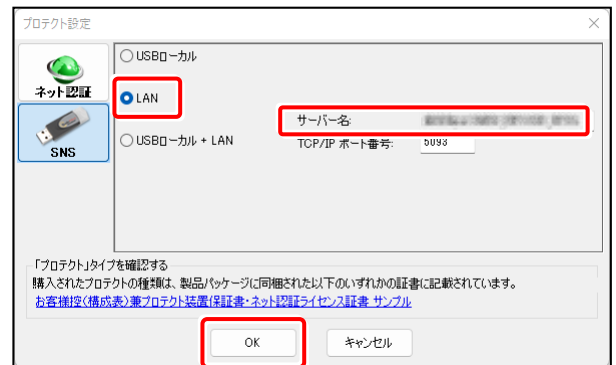 プロテクト設定
ネット認証
SNS
USBローカル
LAN
USBローカル + LAN
サーバー名:
TCP/IP ポート番号:
5093
「プロテクト」タイプを確認する
購入されたプロテクトの種類は、製品パッケージに同梱された以下のいずれかの証書に記載されています。
お客様控(構成表)兼プロテクト装置保証書・ネット認証ライセンス証書 サンプル
OK
キャンセル